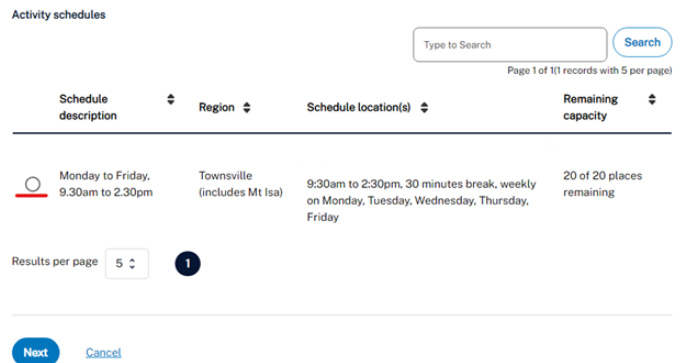 Activity schedules
Type to Search
Search
Page 1 of 1(1 records with 5 per page)
Schedule description
Region
Schedule location(s)
Remaining capacity
Monday to Friday,
9.30am to 2.30pm
Townsville
(includes Mt Isa)
9:30am to 2:30pm, 30 minutes break, weekly
on Monday, Tuesday, Wednesday, Thursday,
Friday
20 of 20 places
remaining
Results per page
5
1
Next
Cancel